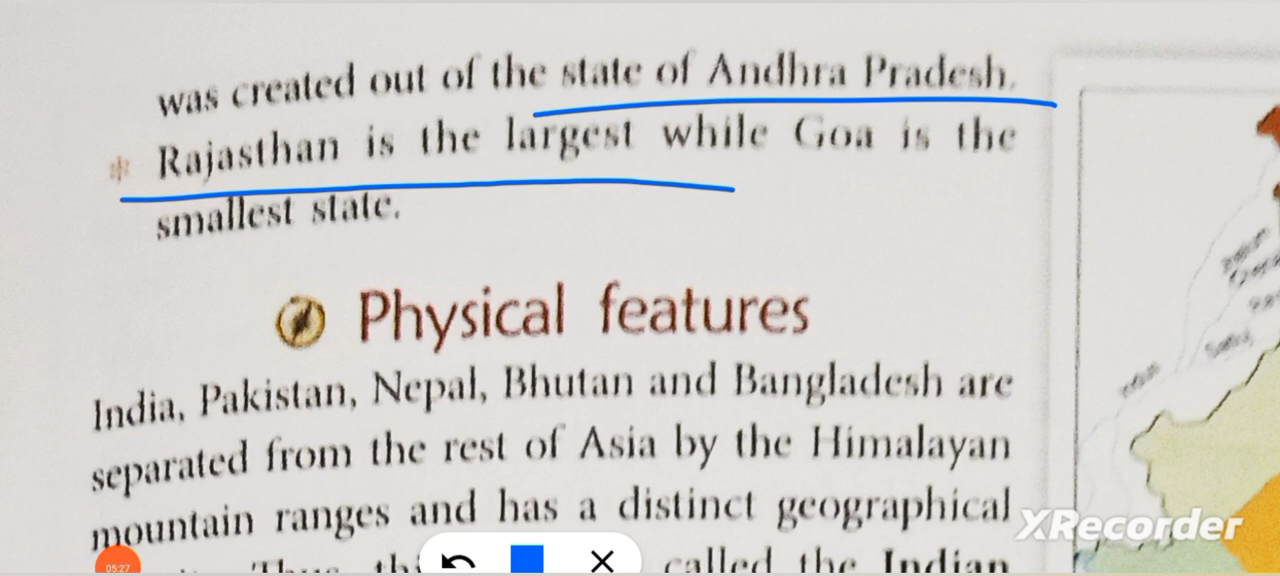 was created out of the state of Andhra Pradesh.
* Rajasthan is the largest while Goa is the
smallest state.
Physical features
India, Pakistan, Nepal, Bhutan and Bangladesh are
separated from the rest of Asia by the Himalayan
mountain ranges and has a distinct geographical
called the Indian
XRecorder
05:27